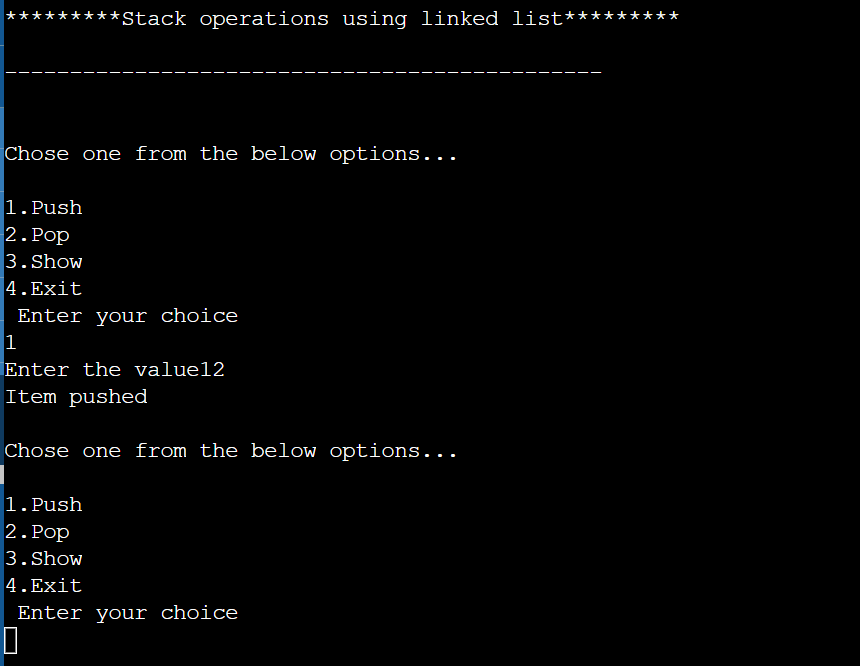 *********Stack operations using linked list*********
----------------------------------------------
Chose one from the below options...
1.Push
2.Pop
3.Show
4.Exit
Enter your choice
1
Enter the value12
Item pushed
Chose one from the below options...
1.Push
2.Pop
3.Show
4.Exit
Enter your choice